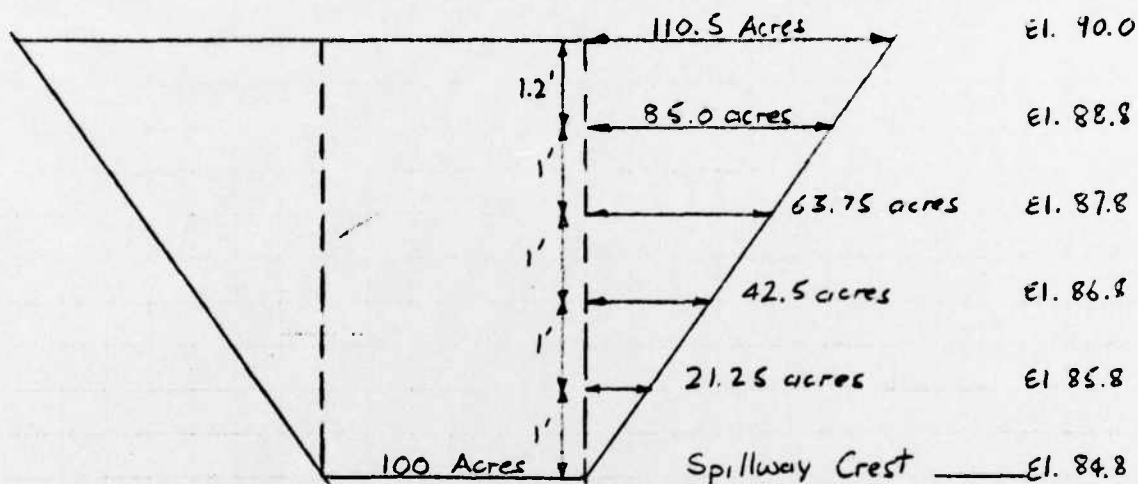 110.5 Acres El. 90.0
1.2'
85.0 acres El. 88.8
1'
63.75 acres El. 87.8
1'
42.5 acres El. 86.8
1'
21.25 acres El 85.8
1'
100 Acres Spillway Crest El. 84.8